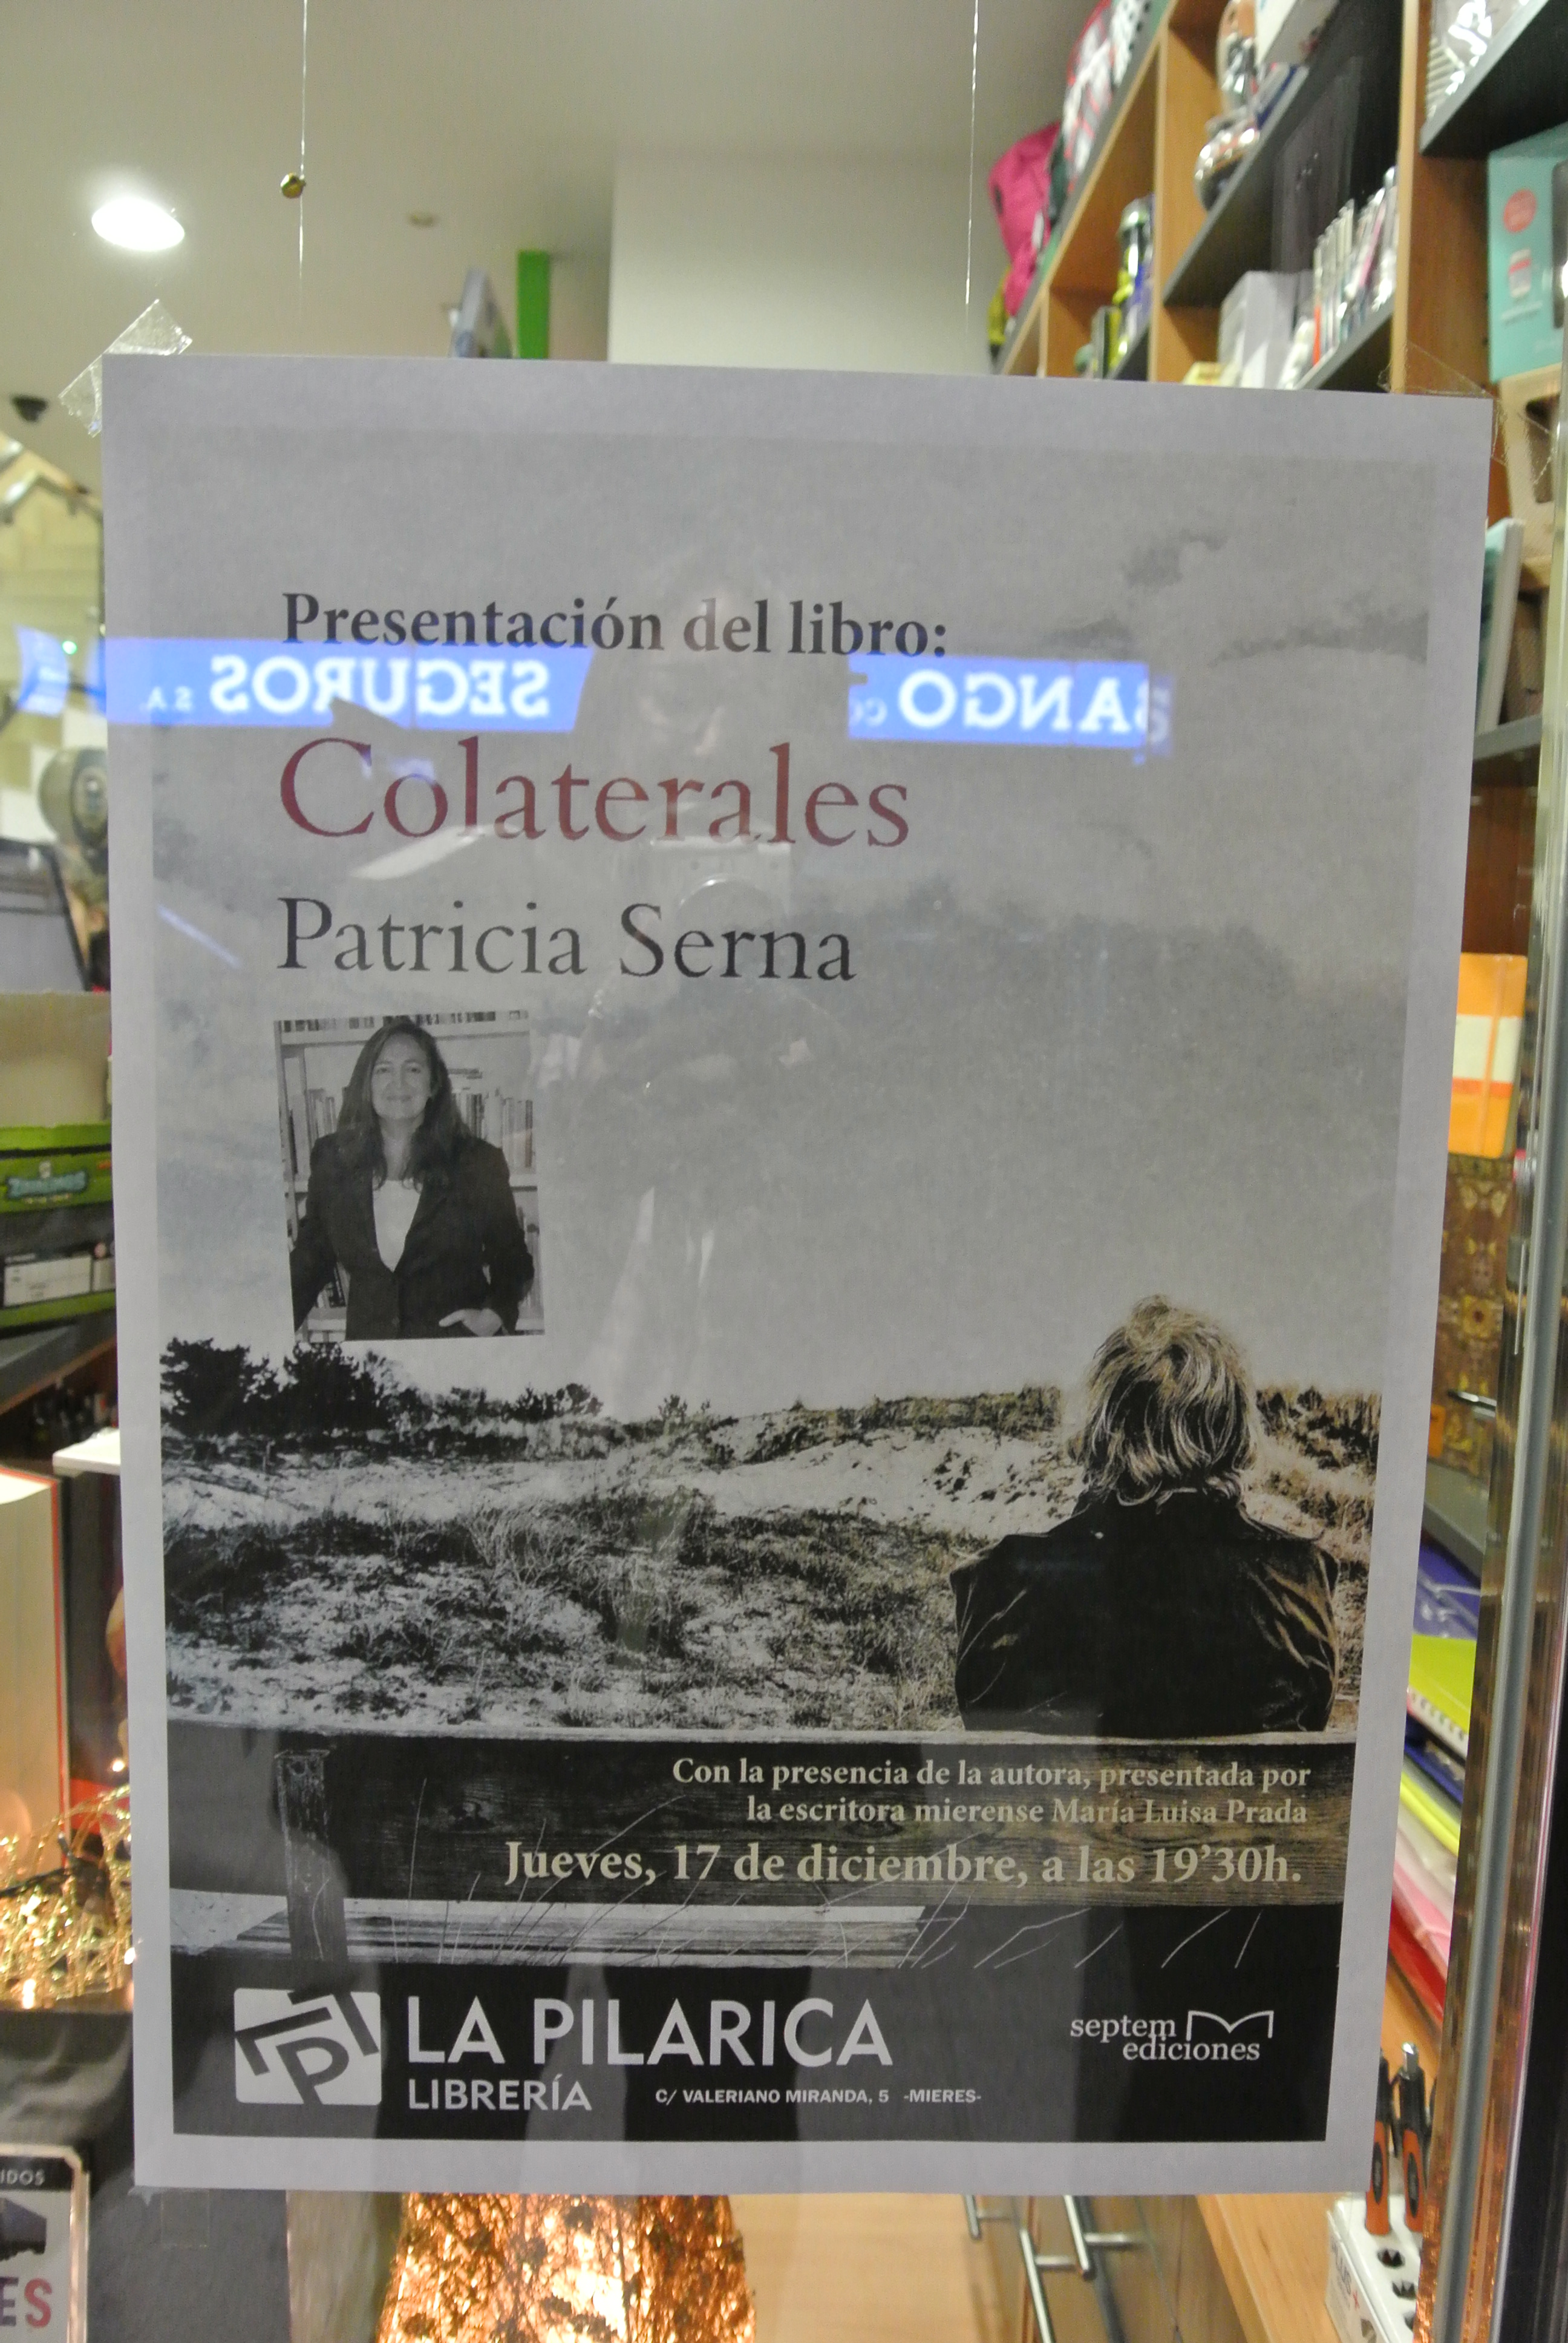 Presentación del libro:
SEGUROS S.A.
BANGO
Colaterales
Patricia Serna
Con la presencia de la autora, presentada por
la escritora mierense María Luisa Prada
Jueves, 17 de diciembre, a las 19'30h.
LA PILARICA
LIBRERÍA
C/ VALERIANO MIRANDA, 5 -MIERES-
septem
ediciones